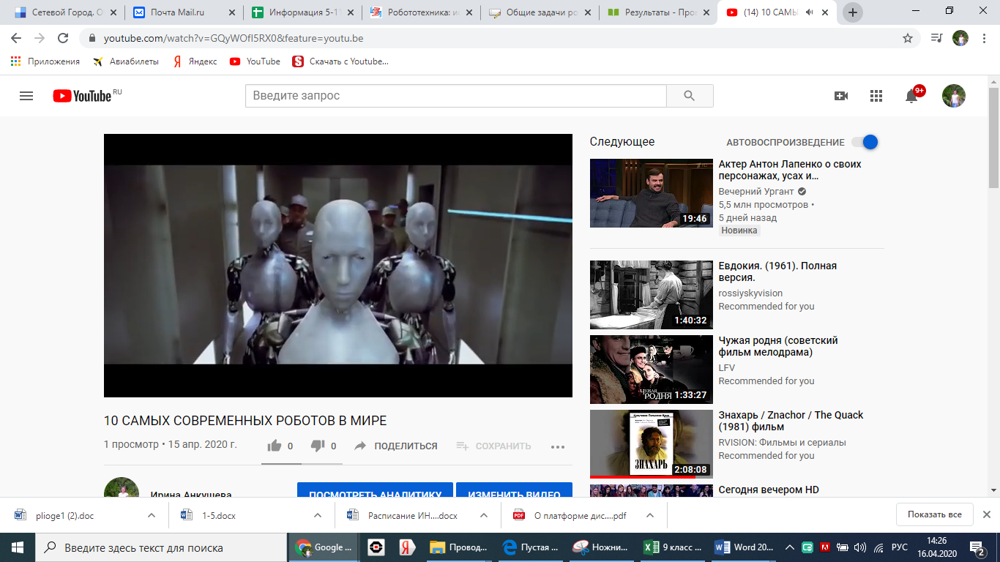 Сетевой Город. О
Почта Mail.ru
Информация 5-1
Робототехника: и
Общие задачи ро
Результаты - Про
(14) 10 САМЫ
youtube.com/watch?v=GQyWOfI5RX0&feature=youtu.be
Приложения
Авиабилеты
Яндекс
YouTube
Скачать с Youtube...
YouTube RU
Введите запрос
9+
Следующее
АВТОВОСПРОИЗВЕДЕНИЕ
19:46
Актер Антон Лапенко о своих
персонажах, усах и...
Вечерний Ургант
5,5 млн просмотров •
5 дней назад
Новинка
1:40:32
Евдокия. (1961). Полная
версия.
rossiyskyvision
Recommended for you
ЧУЖАЯ
РОДНЯ
1:33:27
Чужая родня (советский
фильм мелодрама)
LFV
Recommended for you
ЗНАХАРЬ
2:08:08
Знахарь / Znachor / The Quack
(1981) фильм
RVISION: Фильмы и сериалы
Recommended for you
Сегодня вечером HD
10 САМЫХ СОВРЕМЕННЫХ РОБОТОВ В МИРЕ
1 просмотр • 15 апр. 2020 г.
0
0
ПОДЕЛИТЬСЯ
СОХРАНИТЬ
Ирина Анкушева
ПОСМОТРЕТЬ АНАЛИТИКУ
ИЗМЕНИТЬ ВИДЕО
plioge1 (2).doc
1-5.docx
Расписание ИН....docx
О платформе дис....pdf
Показать все
Введите здесь текст для поиска
Google ...
Провод...
Пустая ...
Ножни...
9 класс ...
Word 20...
РУС
14:26
16.04.2020
2